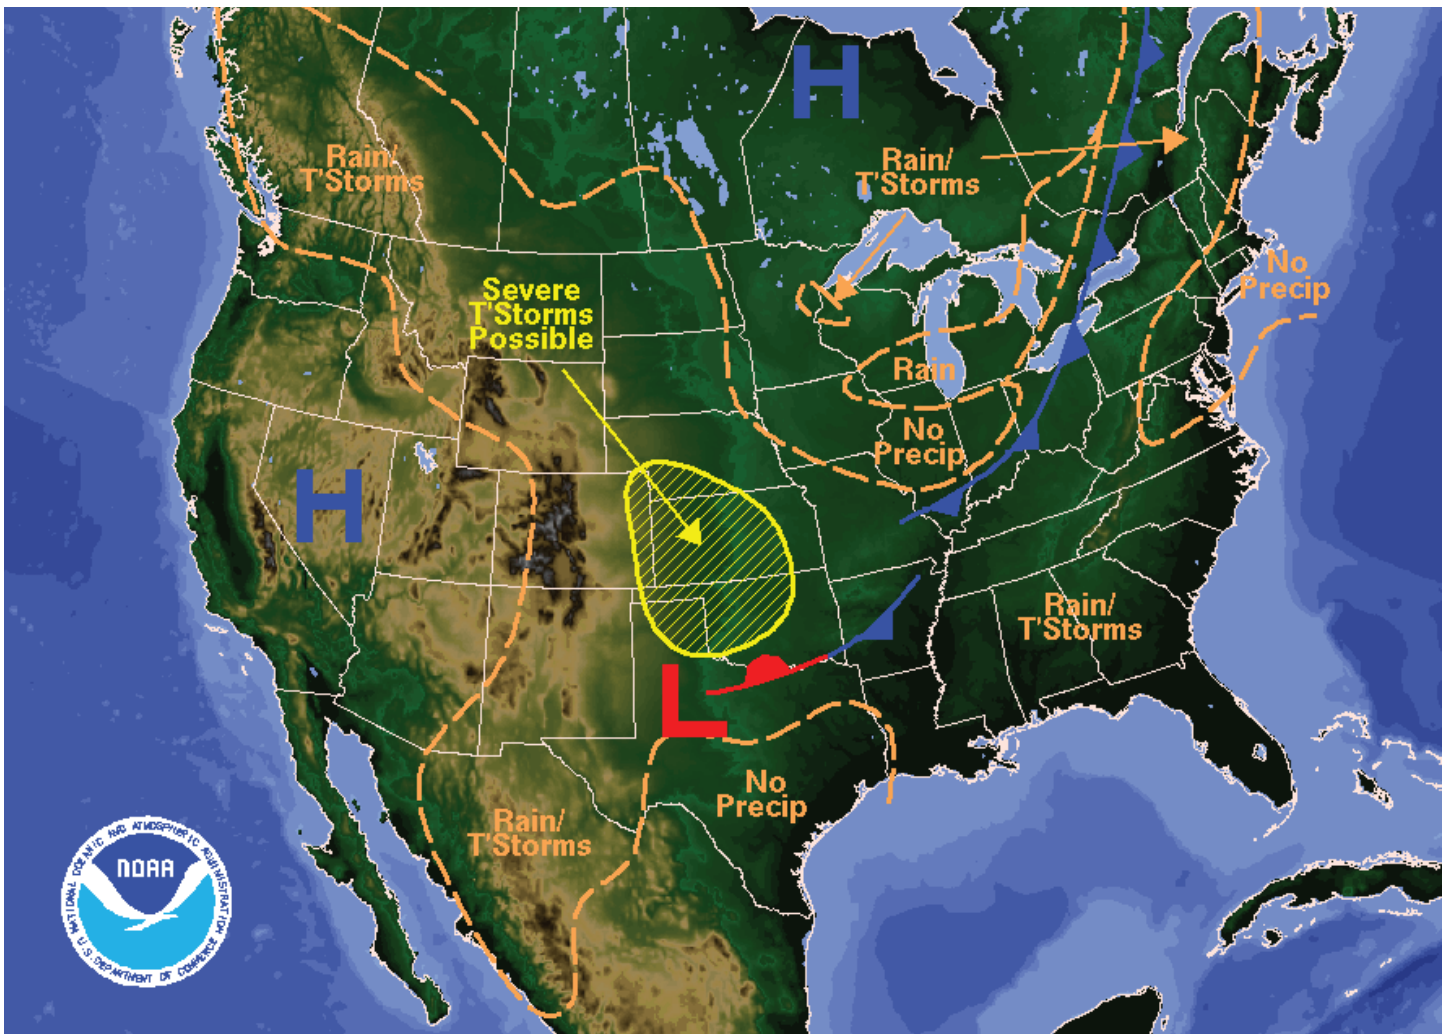 H
Rain/
T'Storms
Rain/
T'Storms
No
Precip
Severe
T'Storms
Possible
Rain
No
Precip
H
Rain/
T'Storms
L
No
Precip
Rain/
T'Storms
NATIONAL OCEANIC AND ATMOSPHERIC ADMINISTRATION
NOAA
U.S. DEPARTMENT OF COMMERCE